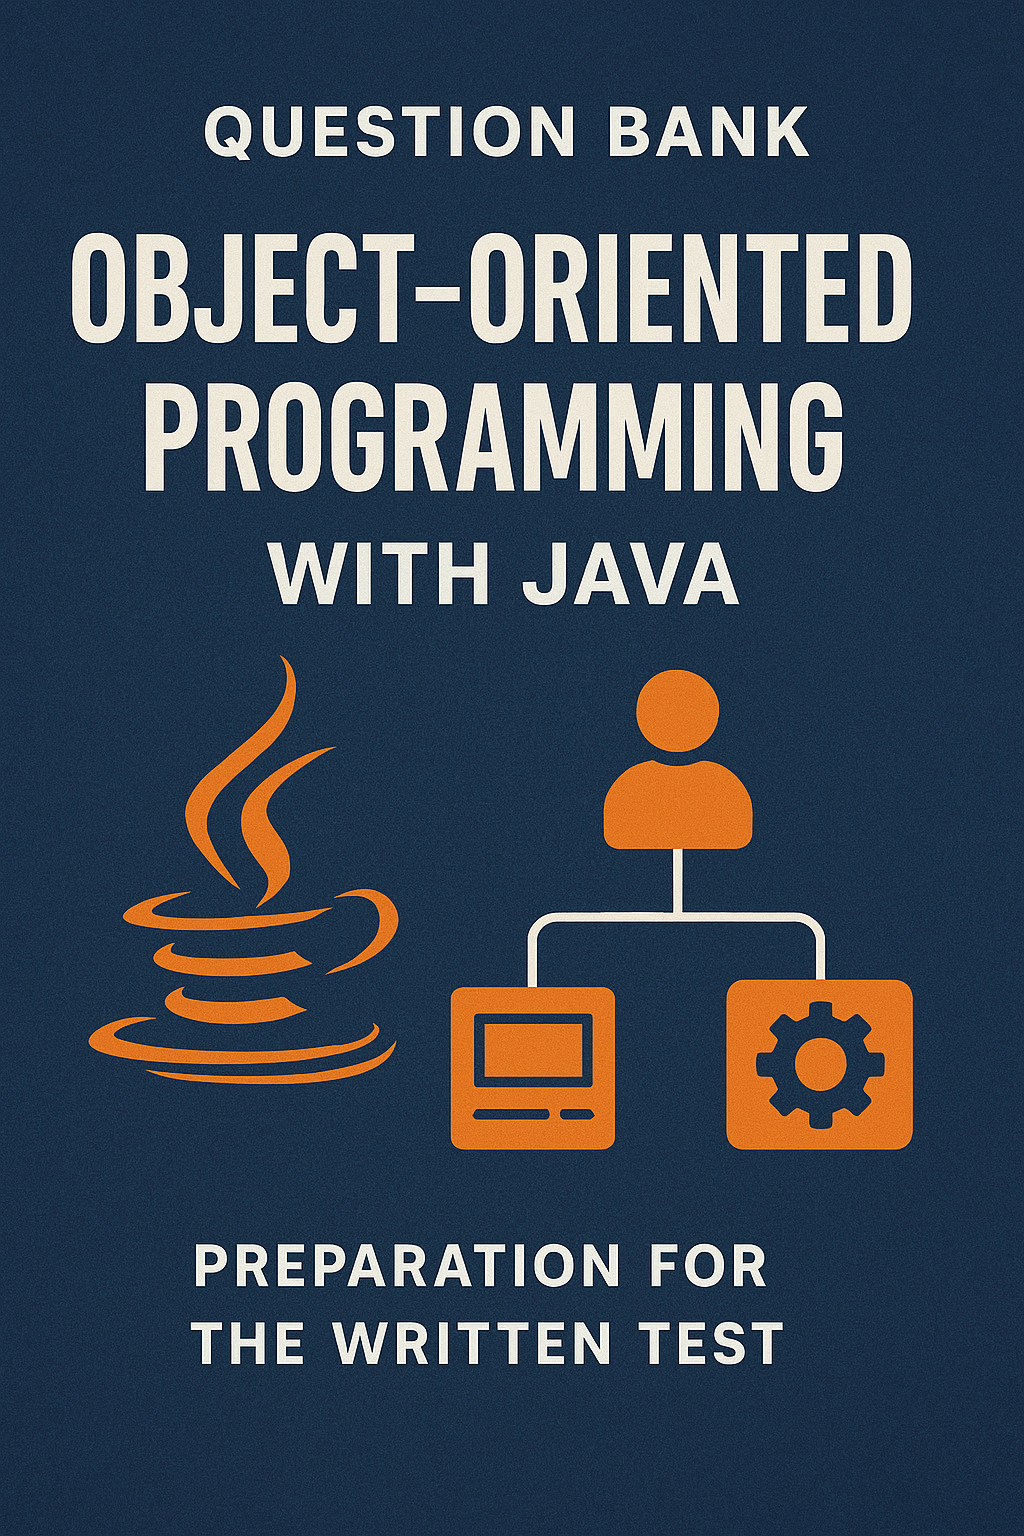 QUESTION BANK
OBJECT-ORIENTED
PROGRAMMING
WITH JAVA
PREPARATION FOR
THE WRITTEN TEST